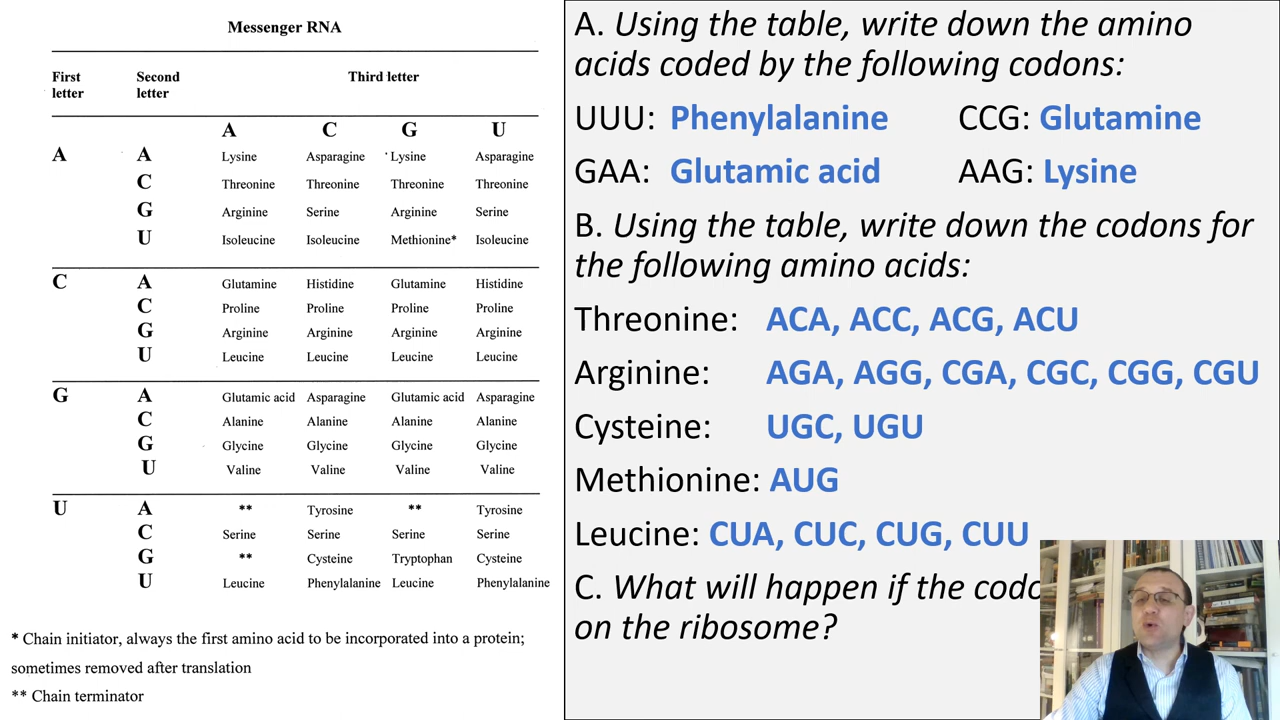 Messenger RNA
First letter Second letter Third letter
A C G U
A A Lysine Asparagine Lysine Asparagine
C Threonine Threonine Threonine Threonine
G Arginine Serine Arginine Serine
U Isoleucine Isoleucine Methionine* Isoleucine
C A Glutamine Histidine Glutamine Histidine
C Proline Proline Proline Proline
G Arginine Arginine Arginine Arginine
U Leucine Leucine Leucine Leucine
G A Glutamic acid Asparagine Glutamic acid Asparagine
C Alanine Alanine Alanine Alanine
G Glycine Glycine Glycine Glycine
U Valine Valine Valine Valine
U A ** Tyrosine ** Tyrosine
C Serine Serine Serine Serine
G ** Cysteine Tryptophan Cysteine
U Leucine Phenylalanine Leucine Phenylalanine
* Chain initiator, always the first amino acid to be incorporated into a protein;
sometimes removed after translation
** Chain terminator
A. Using the table, write down the amino
acids coded by the following codons:
UUU: Phenylalanine CCG: Glutamine
GAA: Glutamic acid AAG: Lysine
B. Using the table, write down the codons for
the following amino acids:
Threonine: ACA, ACC, ACG, ACU
Arginine: AGA, AGG, CGA, CGC, CGG, CGU
Cysteine: UGC, UGU
Methionine: AUG
Leucine: CUA, CUC, CUG, CUU
C. What will happen if the
on the ribosome?